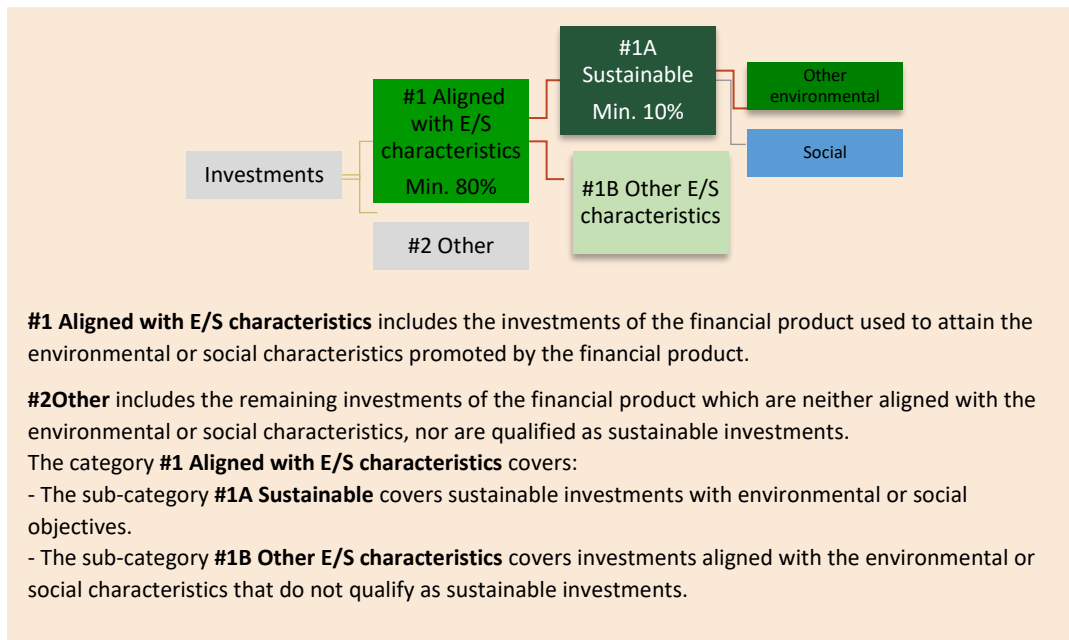 #1A
Sustainable
Min. 10%
Other
environmental
#1 Aligned
with E/S
characteristics
Min. 80%
Social
Investments
#1B Other E/S
characteristics
#2 Other
#1 Aligned with E/S characteristics includes the investments of the financial product used to attain the
environmental or social characteristics promoted by the financial product.
#2Other includes the remaining investments of the financial product which are neither aligned with the
environmental or social characteristics, nor are qualified as sustainable investments.
The category #1 Aligned with E/S characteristics covers:
- The sub-category #1A Sustainable covers sustainable investments with environmental or social
objectives.
- The sub-category #1B Other E/S characteristics covers investments aligned with the environmental or
social characteristics that do not qualify as sustainable investments.